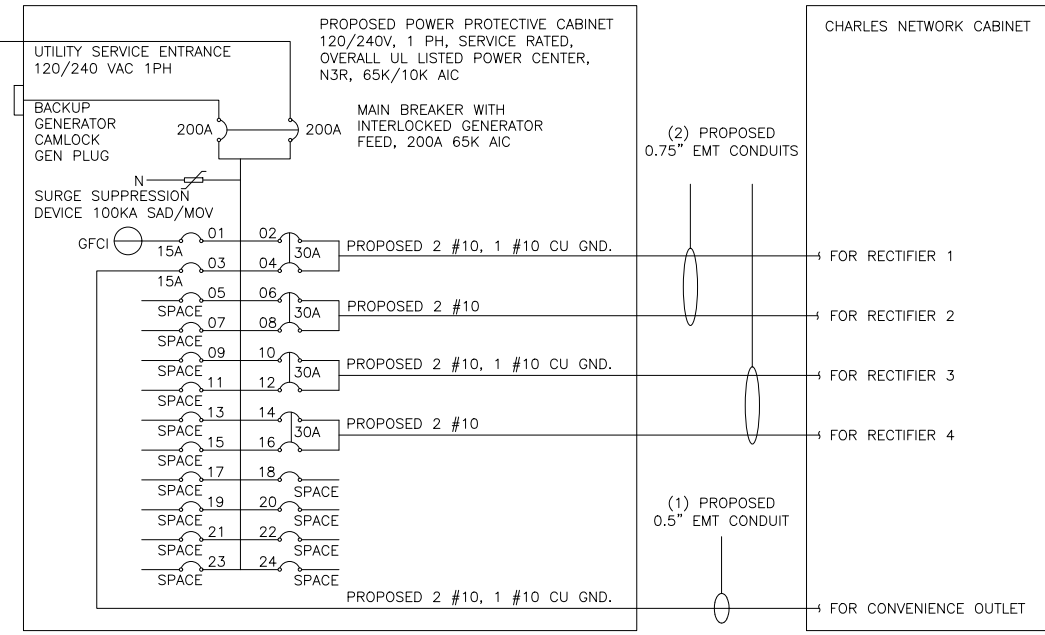 PROPOSED POWER PROTECTIVE CABINET
120/240V, 1 PH, SERVICE RATED,
OVERALL UL LISTED POWER CENTER,
N3R, 65K/10K AIC
CHARLES NETWORK CABINET
UTILITY SERVICE ENTRANCE
120/240 VAC 1PH
BACKUP
GENERATOR
CAMLOCK
GEN PLUG
200A
200A
MAIN BREAKER WITH
INTERLOCKED GENERATOR
FEED, 200A 65K AIC
(2) PROPOSED
0.75" EMT CONDUITS
N
SURGE SUPPRESSION
DEVICE 100KA SAD/MOV
GFCI
15A
01
02
30A
PROPOSED 2 #10, 1 #10 CU GND.
FOR RECTIFIER 1
15A
03
04
SPACE
05
06
30A
PROPOSED 2 #10
FOR RECTIFIER 2
SPACE
07
08
SPACE
09
10
30A
PROPOSED 2 #10, 1 #10 CU GND.
FOR RECTIFIER 3
SPACE
11
12
SPACE
13
14
30A
PROPOSED 2 #10
FOR RECTIFIER 4
SPACE
15
16
SPACE
17
18
SPACE
SPACE
19
20
SPACE
SPACE
21
22
SPACE
SPACE
23
24
SPACE
(1) PROPOSED
0.5" EMT CONDUIT
PROPOSED 2 #10, 1 #10 CU GND.
FOR CONVENIENCE OUTLET